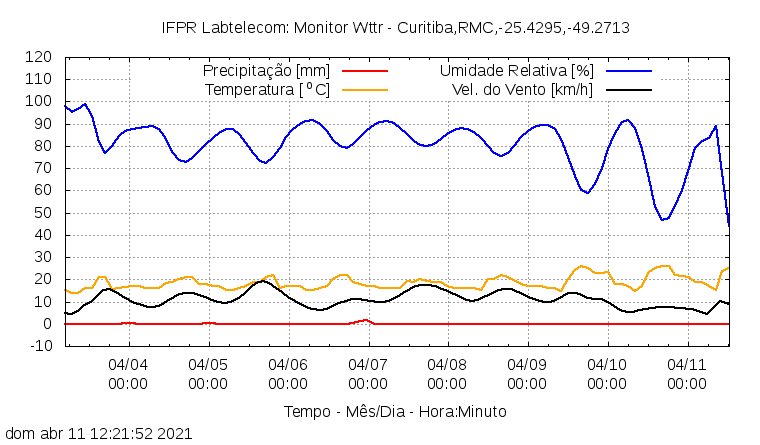 IFPR Labtelecom: Monitor Wttr - Curitiba,RMC,-25.4295,-49.2713
120
110
100
90
80
70
60
50
40
30
20
10
0
-10
Precipitação [mm]
Temperatura [⁰C]
Umidade Relativa [%]
Vel. do Vento [km/h]
04/04 04/05 04/06 04/07 04/08 04/09 04/10 04/11
00:00 00:00 00:00 00:00 00:00 00:00 00:00 00:00
Tempo - Mês/Dia - Hora:Minuto
dom abr 11 12:21:52 2021